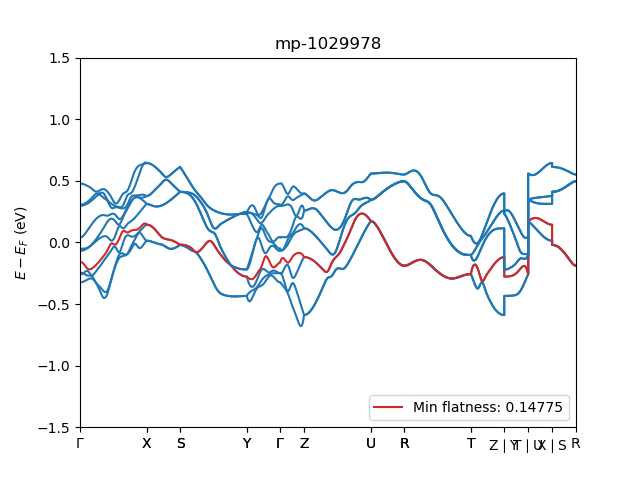 mp-1029978
E − E_F (eV)
1.5
1.0
0.5
0.0
−0.5
−1.0
−1.5
Min flatness: 0.14775
Γ X S Y Γ Z U R T Z | Y T | U X | S R